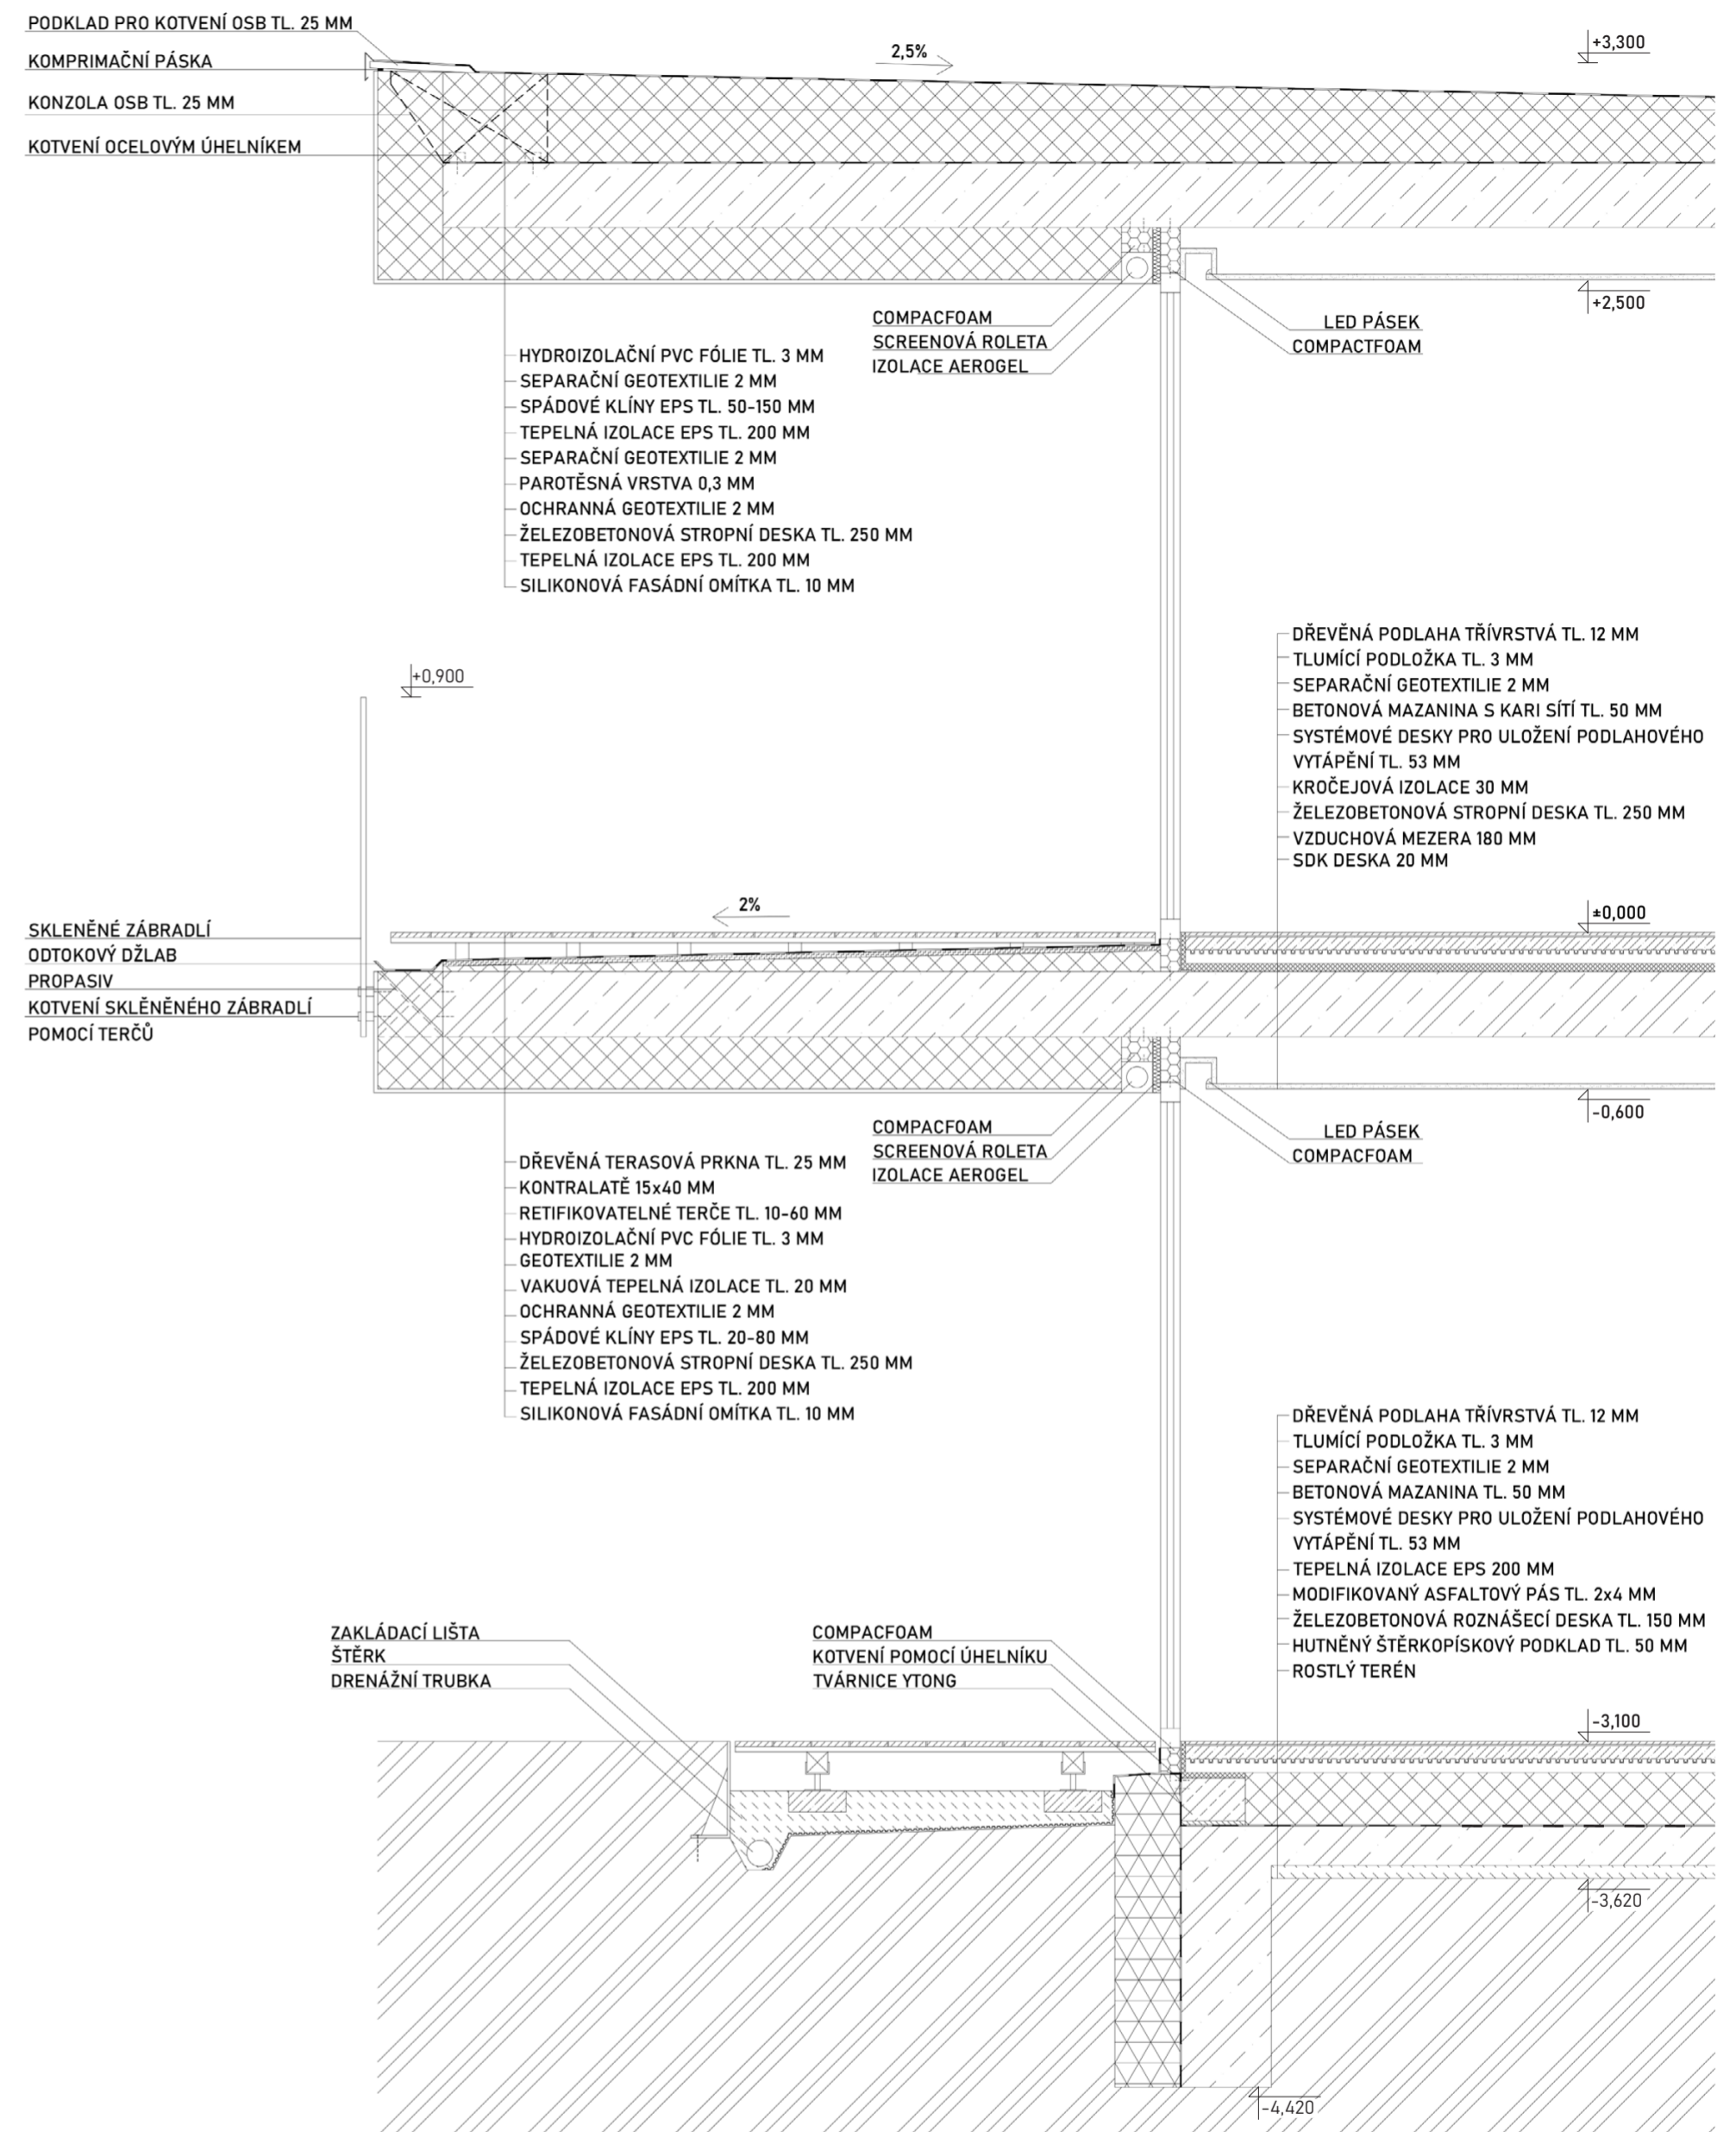 PODKLAD PRO KOTVENÍ OSB TL. 25 MM
KOMPRIMAČNÍ PÁSKA
KONZOLA OSB TL. 25 MM
KOTVENÍ OCELOVÝM ÚHELNÍKEM
2,5%
+3,300
+2,500
COMPACFOAM
SCREENOVÁ ROLETA
IZOLACE AEROGEL
LED PÁSEK
COMPACTFOAM
HYDROIZOLAČNÍ PVC FÓLIE TL. 3 MM
SEPARAČNÍ GEOTEXTILIE 2 MM
SPÁDOVÉ KLÍNY EPS TL. 50-150 MM
TEPELNÁ IZOLACE EPS TL. 200 MM
SEPARAČNÍ GEOTEXTILIE 2 MM
PAROTĚSNÁ VRSTVA 0,3 MM
OCHRANNÁ GEOTEXTILIE 2 MM
ŽELEZOBETONOVÁ STROPNÍ DESKA TL. 250 MM
TEPELNÁ IZOLACE EPS TL. 200 MM
SILIKONOVÁ FASÁDNÍ OMÍTKA TL. 10 MM
DŘEVĚNÁ PODLAHA TŘÍVRSTVÁ TL. 12 MM
TLUMÍCÍ PODLOŽKA TL. 3 MM
SEPARAČNÍ GEOTEXTILIE 2 MM
BETONOVÁ MAZANINA S KARI SÍTÍ TL. 50 MM
SYSTÉMOVÉ DESKY PRO ULOŽENÍ PODLAHOVÉHO
VYTÁPĚNÍ TL. 53 MM
KROČEJOVÁ IZOLACE 30 MM
ŽELEZOBETONOVÁ STROPNÍ DESKA TL. 250 MM
VZDUCHOVÁ MEZERA 180 MM
SDK DESKA 20 MM
+0,900
2%
±0,000
SKLENĚNÉ ZÁBRADLÍ
ODTOKOVÝ DŽLAB
PROPASIV
KOTVENÍ SKLĚNĚNÉHO ZÁBRADLÍ
POMOCÍ TERČŮ
-0,600
COMPACFOAM
SCREENOVÁ ROLETA
IZOLACE AEROGEL
LED PÁSEK
COMPACFOAM
DŘEVĚNÁ TERASOVÁ PRKNA TL. 25 MM
KONTRALATĚ 15x40 MM
RETIFIKOVATELNÉ TERČE TL. 10-60 MM
HYDROIZOLAČNÍ PVC FÓLIE TL. 3 MM
GEOTEXTILIE 2 MM
VAKUOVÁ TEPELNÁ IZOLACE TL. 20 MM
OCHRANNÁ GEOTEXTILIE 2 MM
SPÁDOVÉ KLÍNY EPS TL. 20-80 MM
ŽELEZOBETONOVÁ STROPNÍ DESKA TL. 250 MM
TEPELNÁ IZOLACE EPS TL. 200 MM
SILIKONOVÁ FASÁDNÍ OMÍTKA TL. 10 MM
DŘEVĚNÁ PODLAHA TŘÍVRSTVÁ TL. 12 MM
TLUMÍCÍ PODLOŽKA TL. 3 MM
SEPARAČNÍ GEOTEXTILIE 2 MM
BETONOVÁ MAZANINA TL. 50 MM
SYSTÉMOVÉ DESKY PRO ULOŽENÍ PODLAHOVÉHO
VYTÁPĚNÍ TL. 53 MM
TEPELNÁ IZOLACE EPS 200 MM
MODIFIKOVANÝ ASFALTOVÝ PÁS TL. 2x4 MM
ŽELEZOBETONOVÁ ROZNÁŠECÍ DESKA TL. 150 MM
HUTNĚNÝ ŠTĚRKOPÍSKOVÝ PODKLAD TL. 50 MM
ROSTLÝ TERÉN
ZAKLÁDACÍ LIŠTA
ŠTĚRK
DRENÁŽNÍ TRUBKA
COMPACFOAM
KOTVENÍ POMOCÍ ÚHELNÍKU
TVÁRNICE YTONG
-3,100
-3,620
-4,420